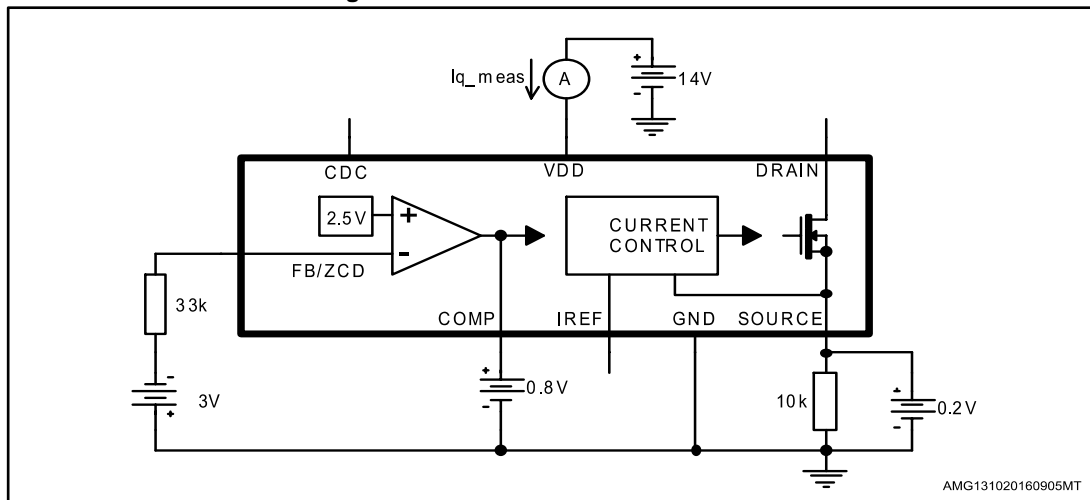 Iq_meas
A
+
-
14V
CDC
VDD
DRAIN
2.5V
+
-
CURRENT
CONTROL
FB/ZCD
33k
COMP
IREF
GND
SOURCE
-
+
3V
+
-
0.8V
10k
+
-
0.2V
AMG131020160905MT